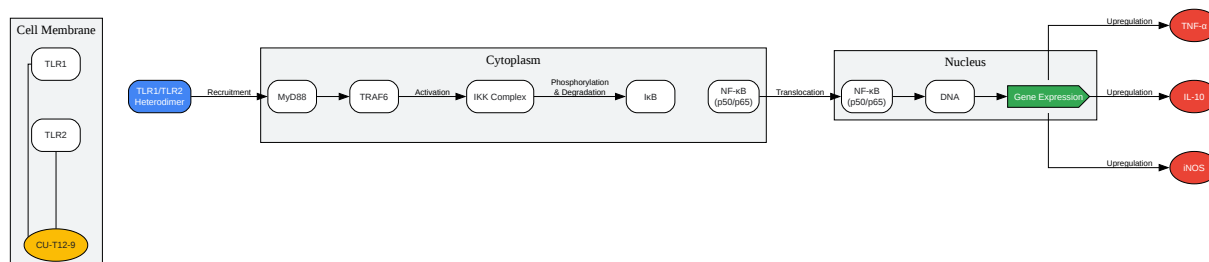 Cell Membrane
TLR1
TLR2
CU-T12-9
TLR1/TLR2
Heterodimer
Recruitment
Cytoplasm
MyD88
TRAF6
Activation
IKK Complex
Phosphorylation
& Degradation
IκB
NF-κB
(p50/p65)
Translocation
Nucleus
NF-κB
(p50/p65)
DNA
Gene Expression
Upregulation
TNF-α
Upregulation
IL-10
Upregulation
iNOS